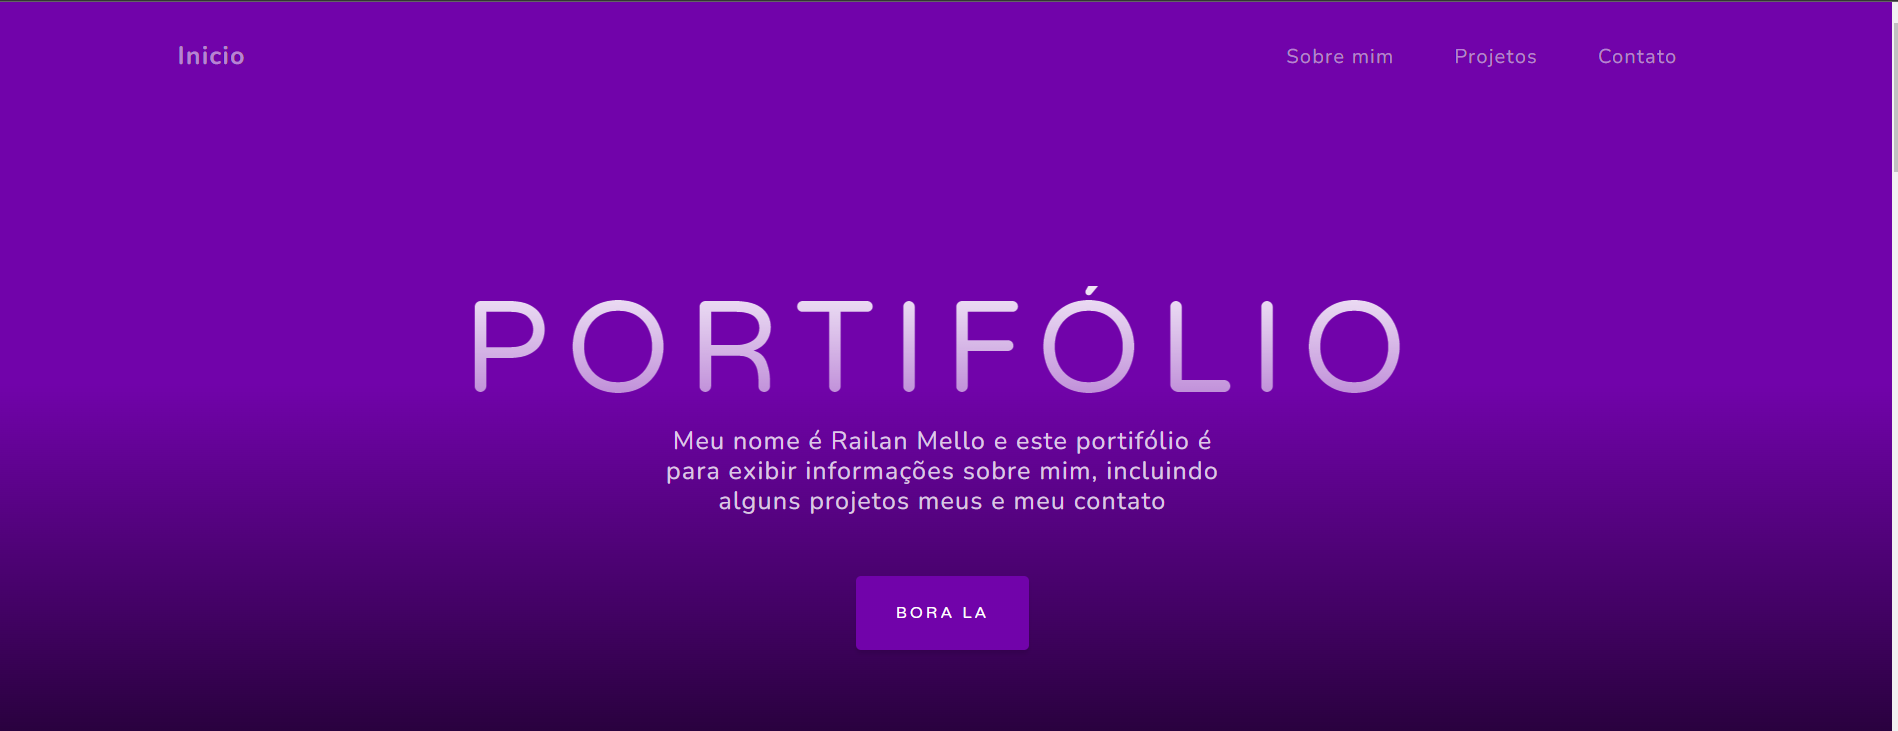 Inicio
Sobre mim
Projetos
Contato
PORTIFÓLIO
Meu nome é Railan Mello e este portifólio é
para exibir informações sobre mim, incluindo
alguns projetos meus e meu contato
BORA LA